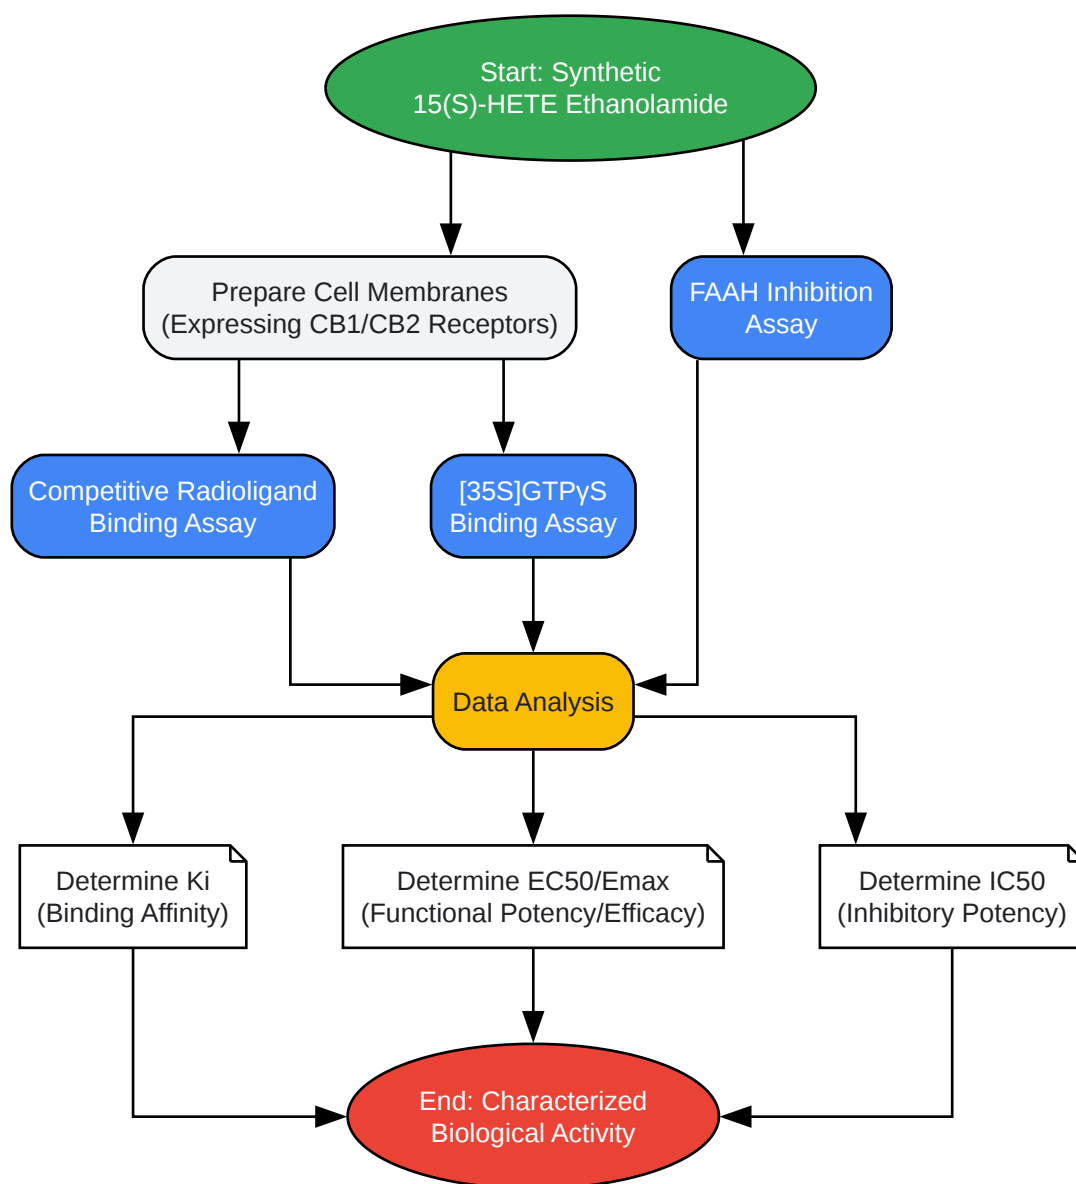 Start: Synthetic
15(S)-HETE Ethanolamide
Prepare Cell Membranes
(Expressing CB1/CB2 Receptors)
FAAH Inhibition
Assay
Competitive Radioligand
Binding Assay
[35S]GTPγS
Binding Assay
Data Analysis
Determine Ki
(Binding Affinity)
Determine EC50/Emax
(Functional Potency/Efficacy)
Determine IC50
(Inhibitory Potency)
End: Characterized
Biological Activity